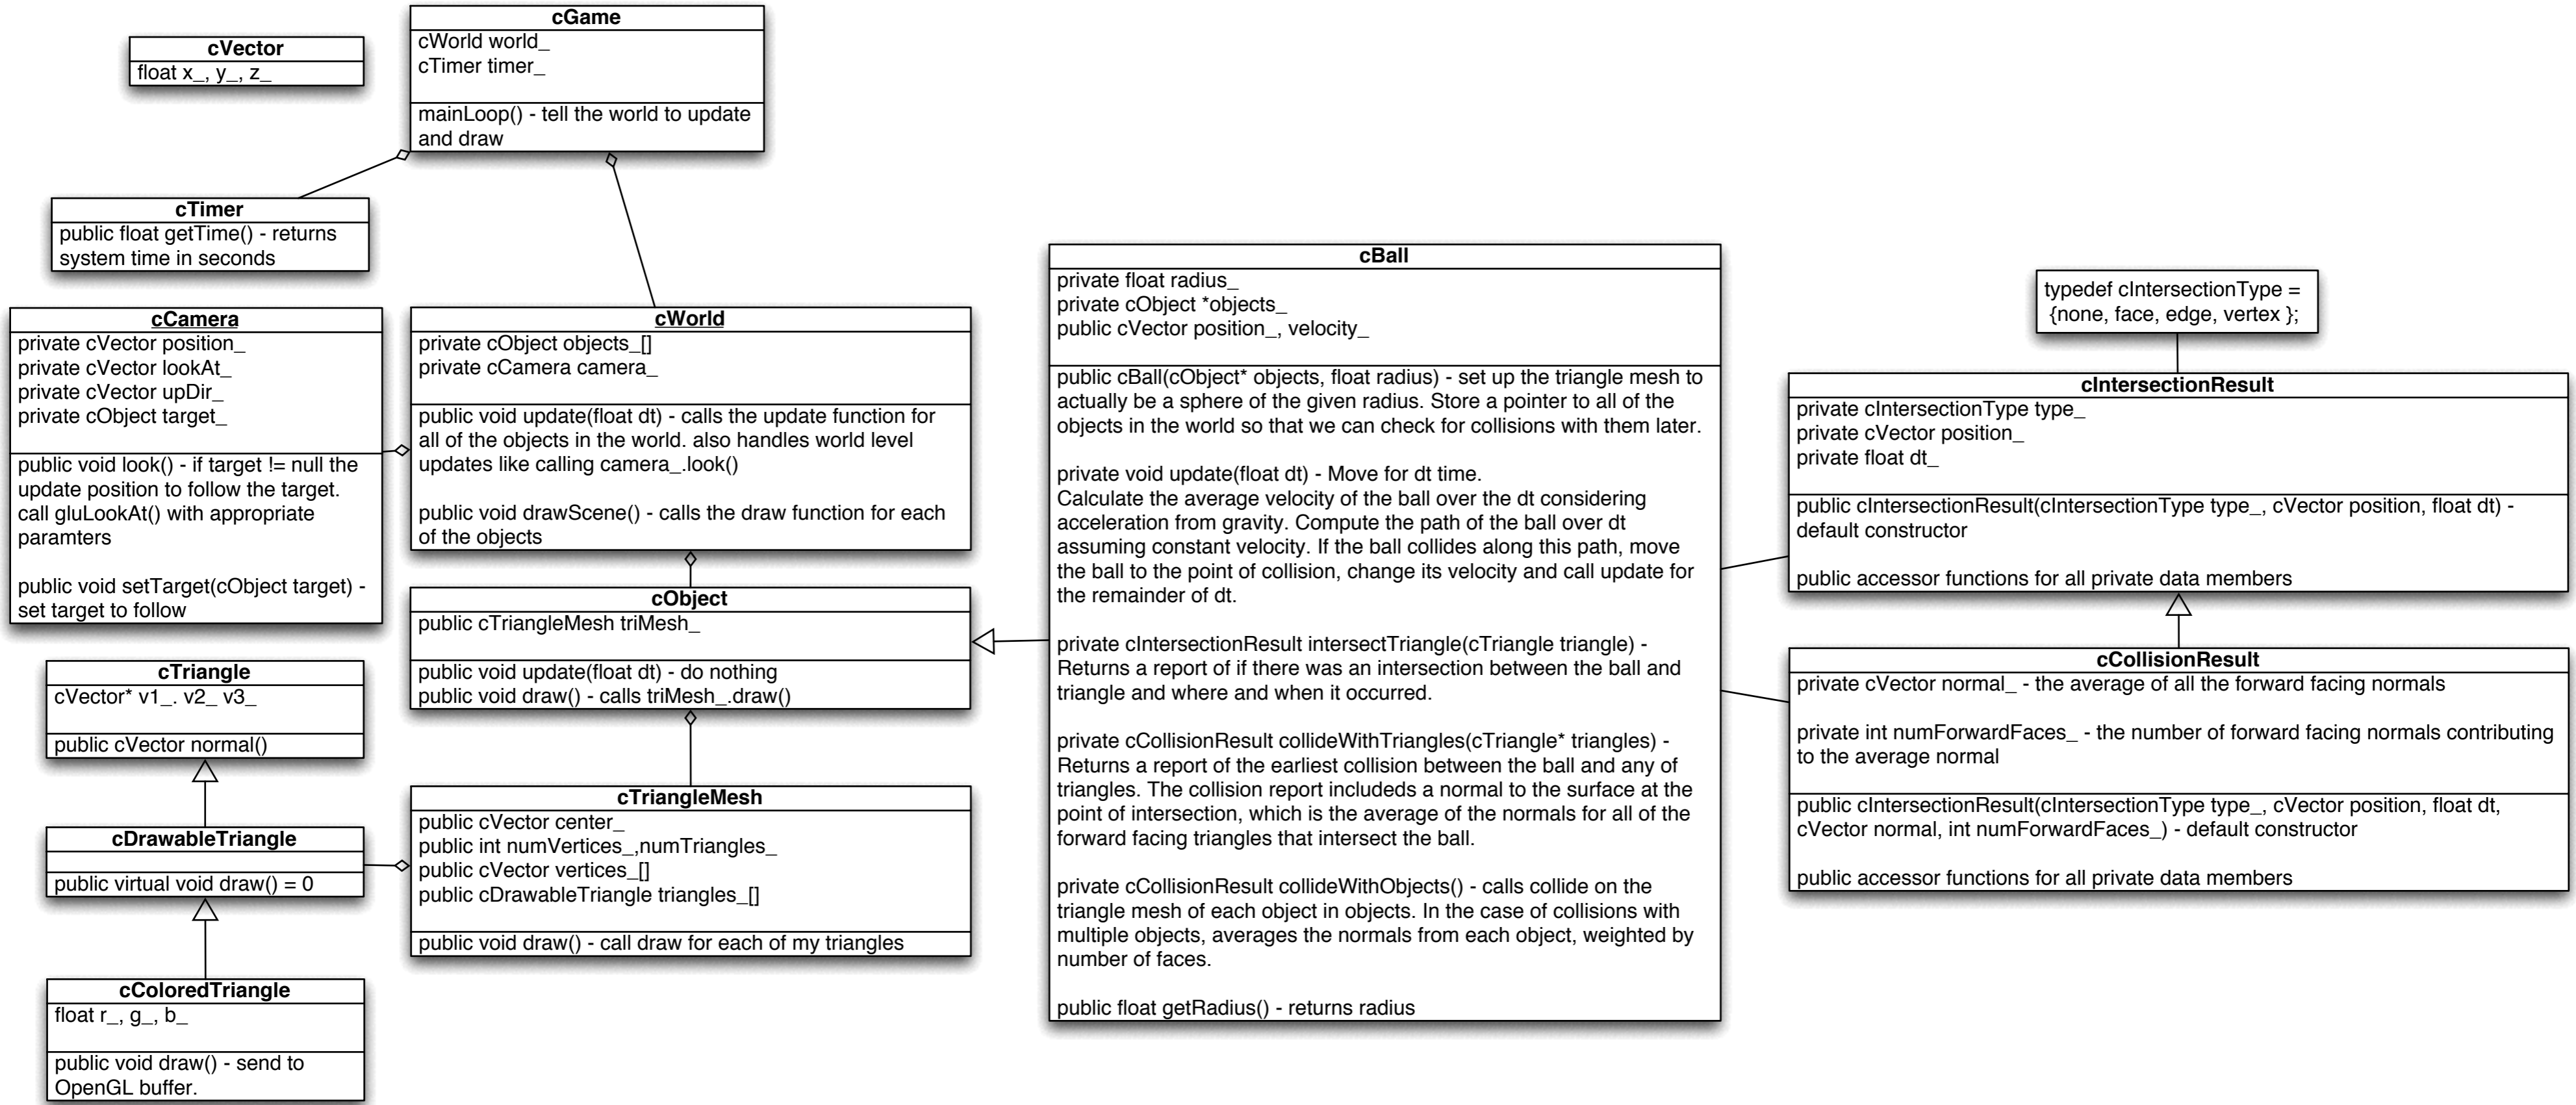 cVector
float x_, y_, z_
cGame
cWorld world_
cTimer timer_
mainLoop() - tell the world to update
and draw
cTimer
public float getTime() - returns
system time in seconds
cCamera
private cVector position_
private cVector lookAt_
private cVector upDir_
private cObject target_
public void look() - if target != null the
update position to follow the target.
call gluLookAt() with appropriate
paramters
public void setTarget(cObject target) -
set target to follow
cWorld
private cObject objects_[]
private cCamera camera_
public void update(float dt) - calls the update function for
all of the objects in the world. also handles world level
updates like calling camera_.look()
public void drawScene() - calls the draw function for each
of the objects
cObject
public cTriangleMesh triMesh_
public void update(float dt) - do nothing
public void draw() - calls triMesh_.draw()
cTriangle
cVector* v1_. v2_ v3_
public cVector normal()
cDrawableTriangle
public virtual void draw() = 0
cColoredTriangle
float r_, g_, b_
public void draw() - send to
OpenGL buffer.
cTriangleMesh
public cVector center_
public int numVertices_,numTriangles_
public cVector vertices_[]
public cDrawableTriangle triangles_[]
public void draw() - call draw for each of my triangles
cBall
private float radius_
private cObject *objects_
public cVector position_, velocity_
public cBall(cObject* objects, float radius) - set up the triangle mesh to
actually be a sphere of the given radius. Store a pointer to all of the
objects in the world so that we can check for collisions with them later.
private void update(float dt) - Move for dt time.
Calculate the average velocity of the ball over the dt considering
acceleration from gravity. Compute the path of the ball over dt
assuming constant velocity. If the ball collides along this path, move
the ball to the point of collision, change its velocity and call update for
the remainder of dt.
private cIntersectionResult intersectTriangle(cTriangle triangle) -
Returns a report of if there was an intersection between the ball and
triangle and where and when it occurred.
private cCollisionResult collideWithTriangles(cTriangle* triangles) -
Returns a report of the earliest collision between the ball and any of
triangles. The collision report includeds a normal to the surface at the
point of intersection, which is the average of the normals for all of the
forward facing triangles that intersect the ball.
private cCollisionResult collideWithObjects() - calls collide on the
triangle mesh of each object in objects. In the case of collisions with
multiple objects, averages the normals from each object, weighted by
number of faces.
public float getRadius() - returns radius
typedef cIntersectionType =
{none, face, edge, vertex };
cIntersectionResult
private cIntersectionType type_
private cVector position_
private float dt_
public cIntersectionResult(cIntersectionType type_, cVector position, float dt) -
default constructor
public accessor functions for all private data members
cCollisionResult
private cVector normal_ - the average of all the forward facing normals
private int numForwardFaces_ - the number of forward facing normals contributing
to the average normal
public cIntersectionResult(cIntersectionType type_, cVector position, float dt,
cVector normal, int numForwardFaces_) - default constructor
public accessor functions for all private data members